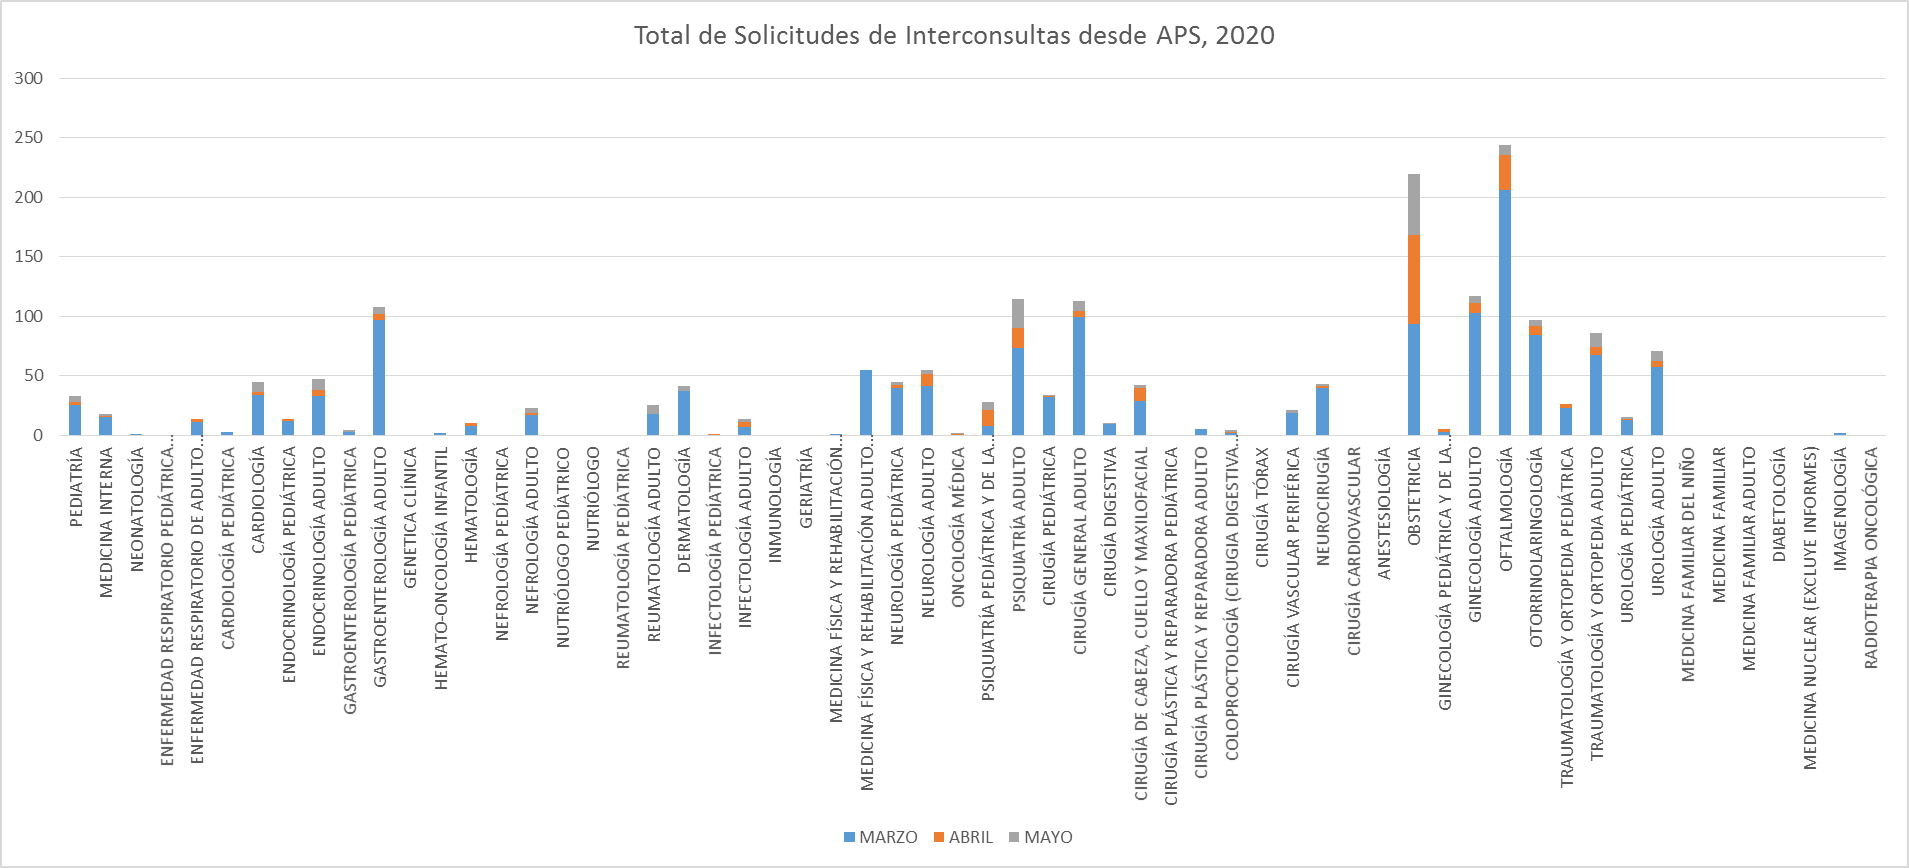 Total de Solicitudes de Interconsultas desde APS, 2020
300
250
200
150
100
50
0
PEDIATRÍA
MEDICINA INTERNA
NEONATOLOGÍA
ENFERMEDAD RESPIRATORIO PEDIÁTRICA…
ENFERMEDAD RESPIRATORIO DE ADULTO…
CARDIOLOGÍA PEDIÁTRICA
CARDIOLOGÍA
ENDOCRINOLOGÍA PEDIÁTRICA
ENDOCRINOLOGÍA ADULTO
GASTROENTEROLOGÍA PEDÍATRICA
GASTROENTEROLOGÍA ADULTO
GENETICA CLÍNICA
HEMATO-ONCOLOGÍA INFANTIL
HEMATOLOGÍA
NEFROLOGÍA PEDÍATRICA
NEFROLOGÍA ADULTO
NUTRIÓLOGO PEDÍATRICO
NUTRIÓLOGO
REUMATOLOGÍA PEDÍATRICA
REUMATOLOGÍA ADULTO
DERMATOLOGÍA
INFECTOLOGÍA PEDÍATRICA
INFECTOLOGÍA ADULTO
INMUNOLOGÍA
GERIATRÍA
MEDICINA FÍSICA Y REHABILITACIÓN…
MEDICINA FÍSICA Y REHABILITACIÓN ADULTO…
NEUROLOGÍA PEDIÁTRICA
NEUROLOGÍA ADULTO
ONCOLOGÍA MÉDICA
PSIQUIATRÍA PEDIÁTRICA Y DE LA…
PSIQUIATRÍA ADULTO
CIRUGÍA PEDIÁTRICA
CIRUGÍA GENERAL ADULTO
CIRUGÍA DIGESTIVA
CIRUGÍA DE CABEZA, CUELLO Y MAXILOFACIAL
CIRUGÍA PLÁSTICA Y REPARADORA PEDIÁTRICA
CIRUGÍA PLÁSTICA Y REPARADORA ADULTO
COLOPROCTOLOGÍA (CIRUGIA DIGESTIVA…
CIRUGÍA TÓRAX
CIRUGÍA VASCULAR PERIFÉRICA
NEUROCIRUGÍA
CIRUGÍA CARDIOVASCULAR
ANESTESIOLOGÍA
OBSTETRICIA
GINECOLOGÍA PEDIÁTRICA Y DE LA…
GINECOLOGÍA ADULTO
OFTALMOLOGÍA
OTORRINOLARINGOLOGÍA
TRAUMATOLOGÍA Y ORTOPEDIA PEDIÁTRICA
TRAUMATOLOGÍA Y ORTOPEDIA ADULTO
UROLOGÍA PEDIÁTRICA
UROLOGÍA ADULTO
MEDICINA FAMILIAR DEL NIÑO
MEDICINA FAMILIAR
MEDICINA FAMILIAR ADULTO
DIABETOLOGÍA
MEDICINA NUCLEAR (EXCLUYE INFORMES)
IMAGENOLOGÍA
RADIOTERAPIA ONCOLÓGICA
MARZO ABRIL MAYO